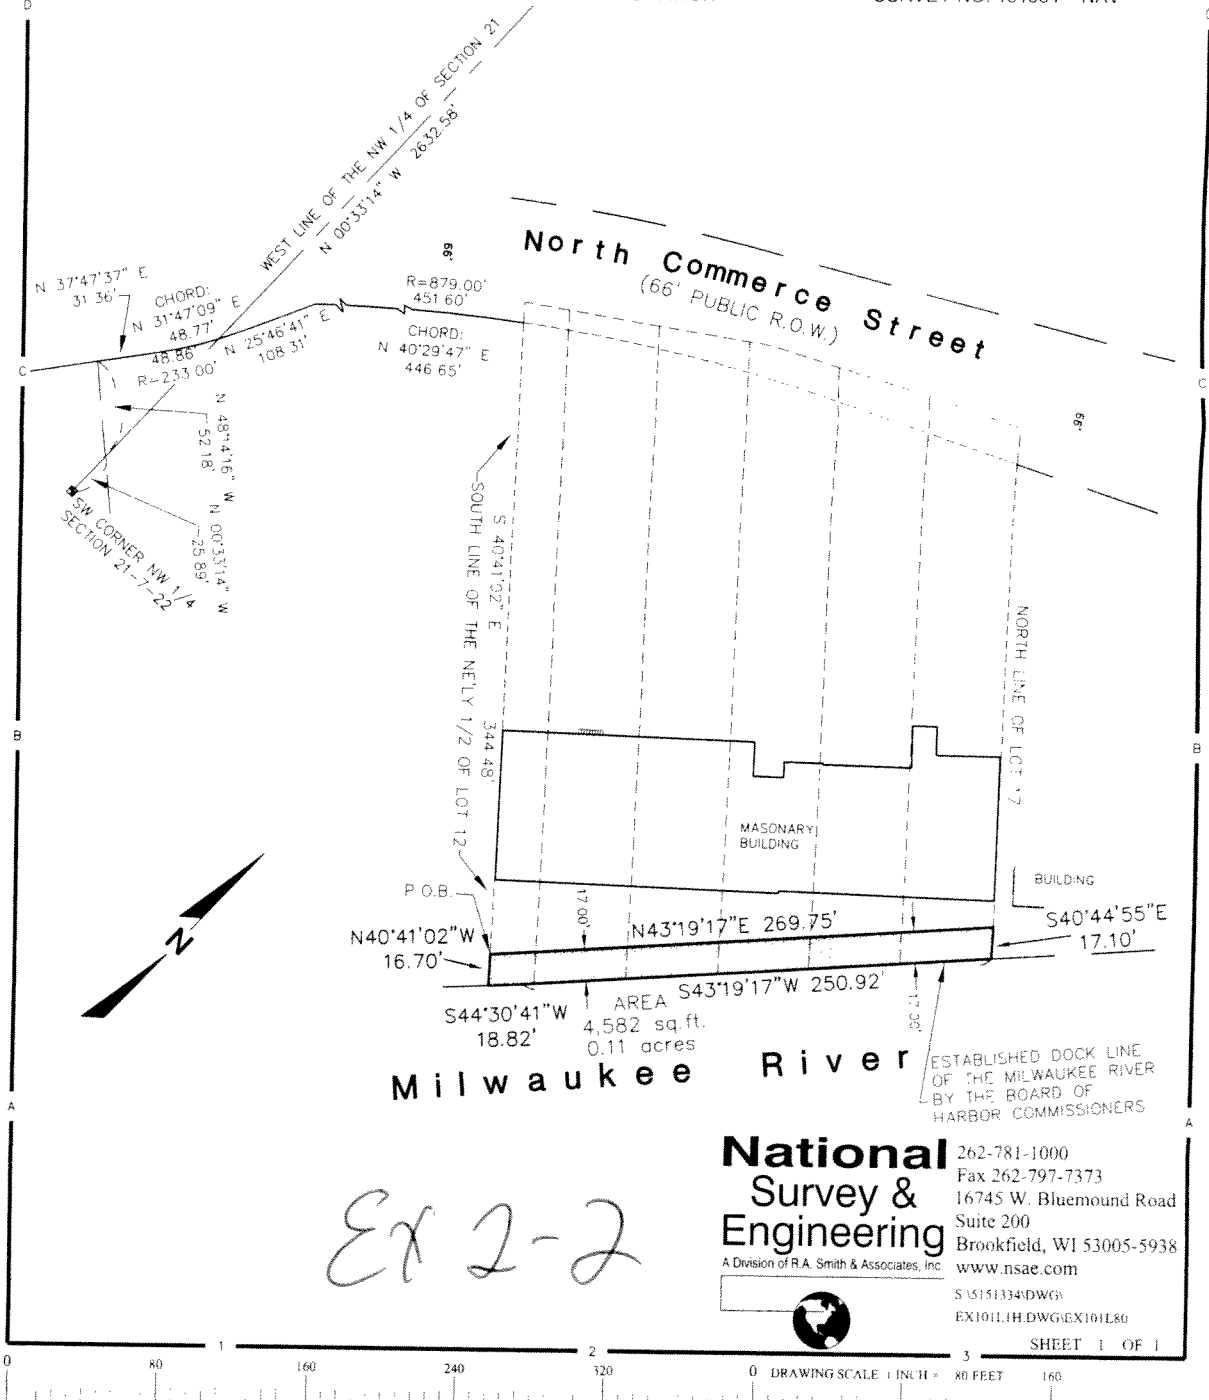 D
WEST LINE OF THE NW 1/4 OF SECTION 21
N 00°33'14" W 2632.58'
North Commerce Street
(66' PUBLIC R.O.W.)
66'
N 37°47'37" E
31.36'
CHORD:
N 31°47'09" E
48.77'
48.86'
R=233.00'
N 25°46'41" E
108.31'
R=879.00'
451.60'
CHORD:
N 40°29'47" E
446.65'
C
C
66'
N 48°14'16" W
52.18'
N 00°33'14" W
25.89'
SW CORNER NW 1/4
SECTION 21-7-22
S 40°41'02" E
344.48'
SOUTH LINE OF THE NE'LY 1/2 OF LOT 12
NORTH LINE OF LOT 17
B
B
MASONARY
BUILDING
BUILDING
P.O.B.
17.00'
N40°41'02"W
16.70'
N43°19'17"E 269.75'
S40°44'55"E
17.10'
N
S43°19'17"W 250.92'
S44°30'41"W
18.82'
AREA
4,582 sq.ft.
0.11 acres
17.00'
Milwaukee River
ESTABLISHED DOCK LINE
OF THE MILWAUKEE RIVER
BY THE BOARD OF
HARBOR COMMISSIONERS
A
A
Ex 2-2
National
Survey &
Engineering
A Division of R.A. Smith & Associates, Inc
262-781-1000
Fax 262-797-7373
16745 W. Bluemound Road
Suite 200
Brookfield, WI 53005-5938
www.nsae.com
S:\5151334\DWG\
EX101L1H.DWG\EX101L80
SHEET 1 OF 1
1 2 3
0 80 160 240 320 0 DRAWING SCALE 1 INCH = 80 FEET 160